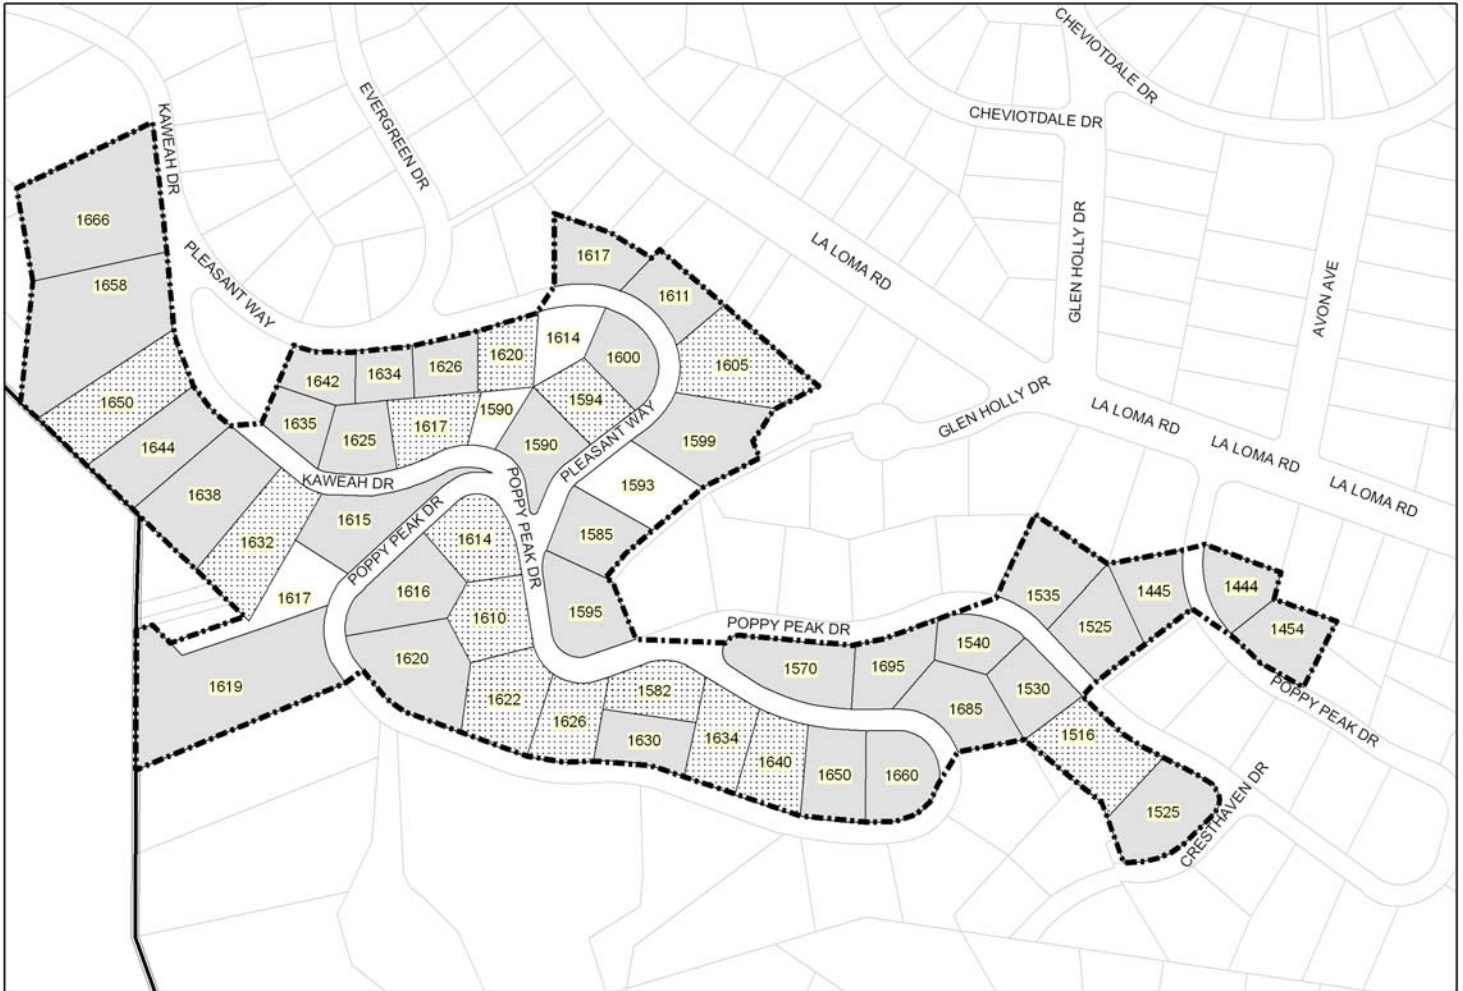 CHEVIOTDALE DR
CHEVIOTDALE DR
KAWEAH DR
EVERGREEN DR
GLEN HOLLY DR
LA LOMA RD
AVON AVE
PLEASANT WAY
1666
1658
1617
1611
1614
1600
1605
1620
1626
1634
1642
1650
1594
1590
1617
1635
1625
1590
1599
PLEASANT WAY
GLEN HOLLY DR
LA LOMA RD
LA LOMA RD
LA LOMA RD
1644
1638
KAWEAH DR
POPPY PEAK DR
1593
1615
POPPY PEAK DR
1632
1614
1585
1617
1616
1610
1595
1535
1445
1444
1525
1454
POPPY PEAK DR
1540
1570
1695
1620
1619
1622
1582
1530
1685
POPPY PEAK DR
1626
1630
1634
1516
1640
1650
1660
1525
CRESTHAVEN DR